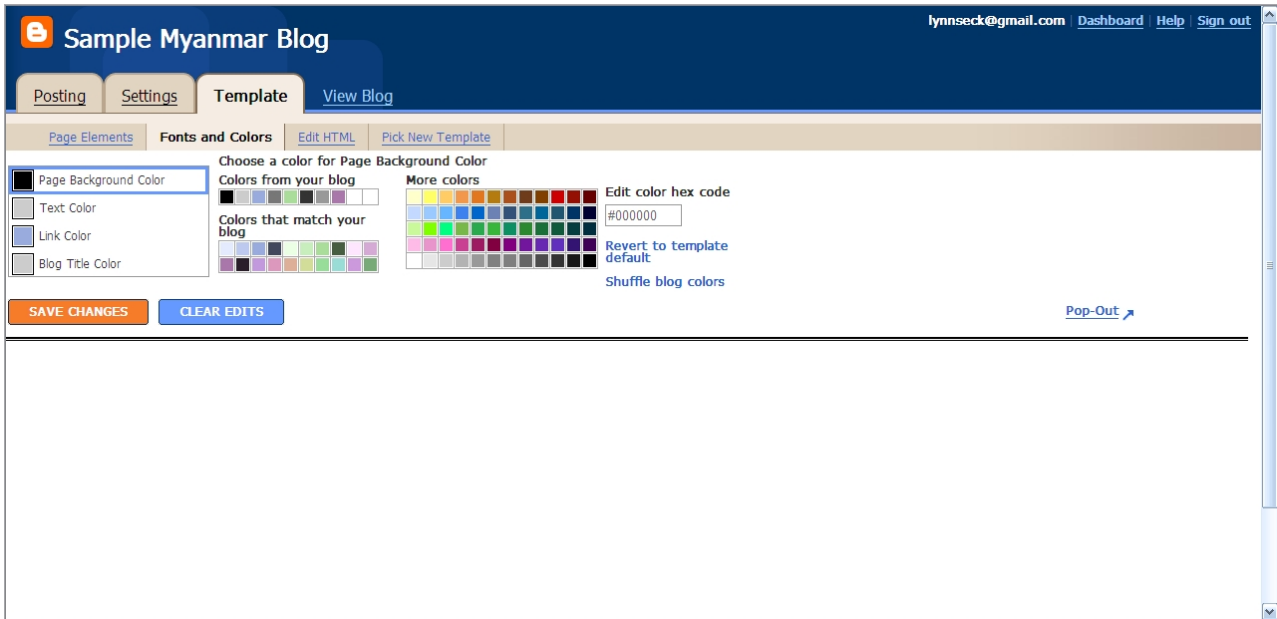 Sample Myanmar Blog
lynnseck@gmail.com | Dashboard | Help | Sign out
Posting Settings Template View Blog
Page Elements Fonts and Colors Edit HTML Pick New Template
Page Background Color
Text Color
Link Color
Blog Title Color
Choose a color for Page Background Color
Colors from your blog
Colors that match your
blog
More colors
Edit color hex code
#000000
Revert to template
default
Shuffle blog colors
SAVE CHANGES CLEAR EDITS Pop-Out